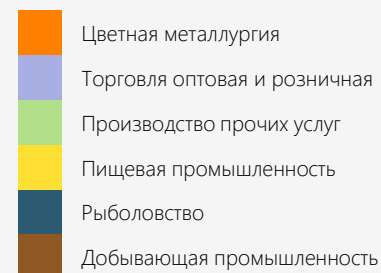 Цветная металлургия
Торговля оптовая и розничная
Производство прочих услуг
Пищевая промышленность
Рыболовство
Добывающая промышленность